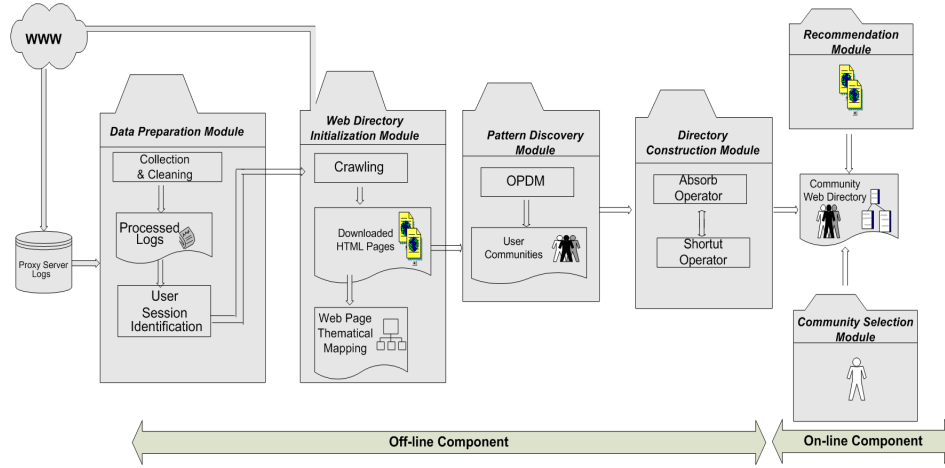 WWW
Proxy Server
Logs
Data Preparation Module
Collection
& Cleaning
Processed
Logs
User
Session
Identification
Web Directory
Initialization Module
Crawling
Downloaded
HTML Pages
Web Page
Thematical
Mapping
Pattern Discovery
Module
OPDM
User
Communities
Directory
Construction Module
Absorb
Operator
Shortut
Operator
Recommendation
Module
Community
Web Directory
Community Selection
Module
Off-line Component
On-line Component